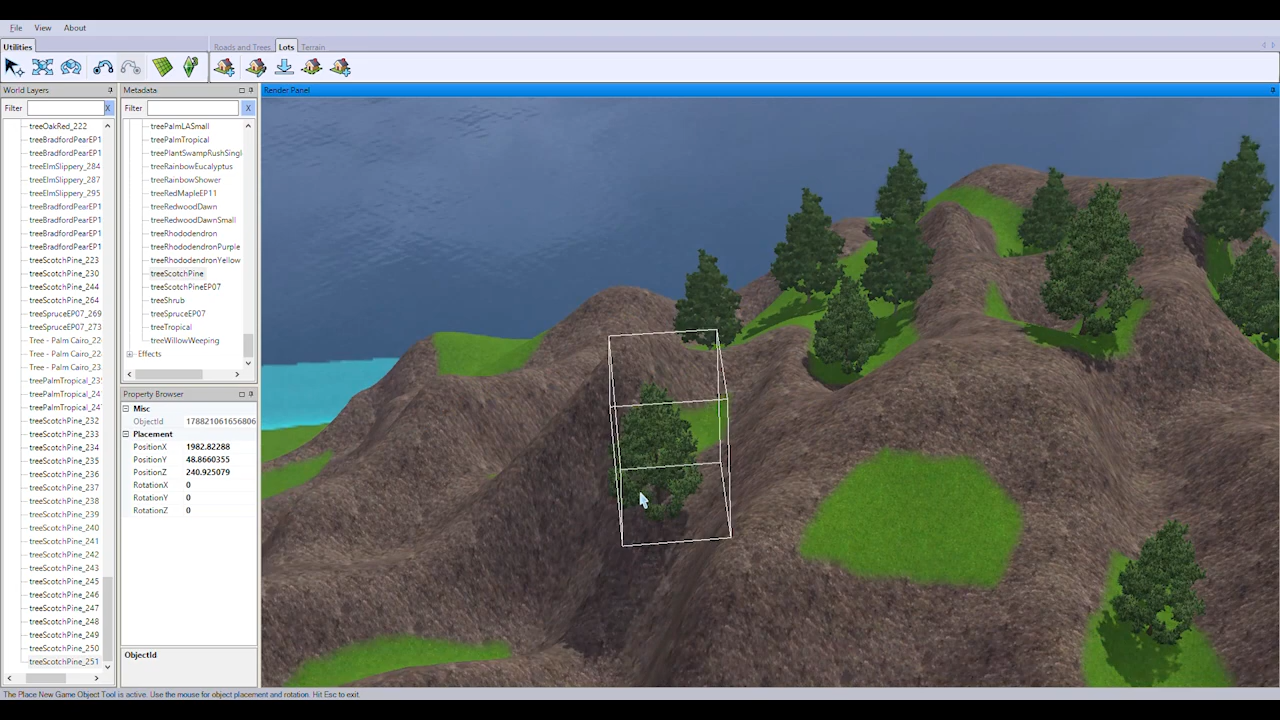 File View About
Utilities Roads and Trees Lots Terrain
World Layers Metadata Render Panel
Filter X Filter X
treeOakRed_222
treeBradfordPearEP1
treeBradfordPearEP1
treeElmSlippery_284
treeElmSlippery_287
treeElmSlippery_295
treeBradfordPearEP1
treeBradfordPearEP1
treeBradfordPearEP1
treeBradfordPearEP1
treeScotchPine_223
treeScotchPine_230
treeScotchPine_244
treeScotchPine_264
treeSpruceEP07_269
treeSpruceEP07_273
Tree - Palm Cairo_22
Tree - Palm Cairo_22
Tree - Palm Cairo_22
treePalmTropical_23
treePalmTropical_24
treePalmTropical_24
treeScotchPine_232
treeScotchPine_233
treeScotchPine_234
treeScotchPine_235
treeScotchPine_236
treeScotchPine_237
treeScotchPine_238
treeScotchPine_239
treeScotchPine_240
treeScotchPine_241
treeScotchPine_242
treeScotchPine_243
treeScotchPine_245
treeScotchPine_246
treeScotchPine_247
treeScotchPine_248
treeScotchPine_249
treeScotchPine_250
treeScotchPine_251
treePalmLASmall
treePalmTropical
treePlantSwampRushSingl
treeRainbowEucalyptus
treeRainbowShower
treeRedMapleEP11
treeRedwoodDawn
treeRedwoodDawnSmall
treeRhododendron
treeRhododendronPurple
treeRhododendronYellow
treeScotchPine
treeScotchPineEP07
treeShrub
treeSpruceEP07
treeTropical
treeWillowWeeping
Effects
Property Browser
Misc
ObjectId 178821061656806
Placement
PositionX 1982.82288
PositionY 48.8660355
PositionZ 240.925079
RotationX 0
RotationY 0
RotationZ 0
ObjectId
The Place New Game Object Tool is active. Use the mouse for object placement and rotation. Hit Esc to exit.